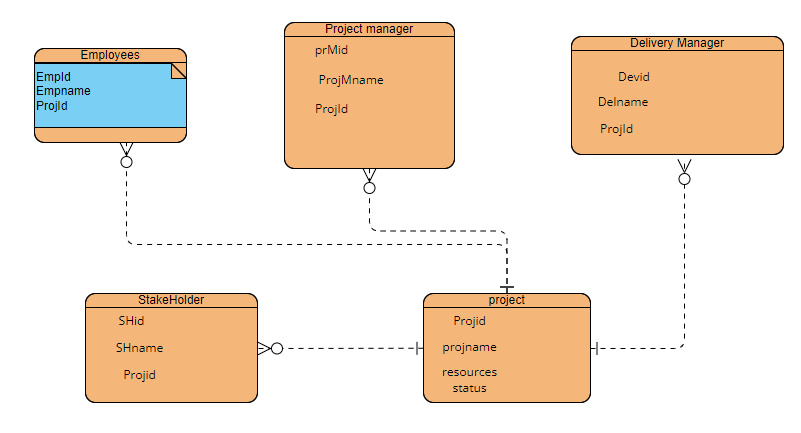 Employees
EmpId
Empname
ProjId
Project manager
prMid
ProjMname
ProjId
Delivery Manager
Devid
Delname
ProjId
StakeHolder
SHid
SHname
Projid
project
Projid
projname
resources
status